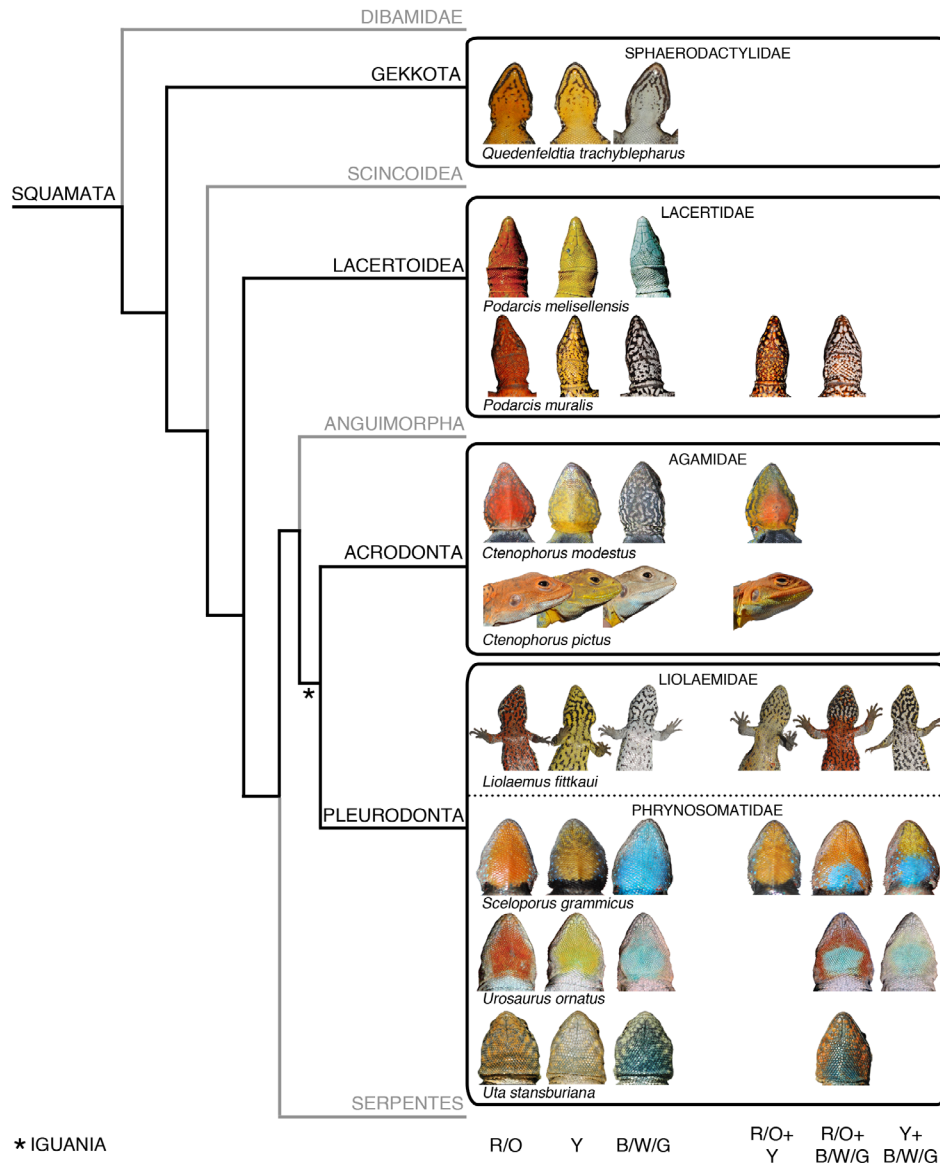 DIBAMIDAE
SPHAERODACTYLIDAE
GEKKOTA
Quedenfeldtia trachyblepharus
SCINCOIDEA
SQUAMATA
LACERTIDAE
LACERTOIDEA
Podarcis melisellensis
Podarcis muralis
ANGUIMORPHA
AGAMIDAE
ACRODONTA
Ctenophorus modestus
Ctenophorus pictus
LIOLAEMIDAE
*
Liolaemus fittkaui
PLEURODONTA
PHRYNOSOMATIDAE
Sceloporus grammicus
Urosaurus ornatus
Uta stansburiana
SERPENTES
* IGUANIA
R/O Y B/W/G R/O+ R/O+ Y+
Y B/W/G B/W/G